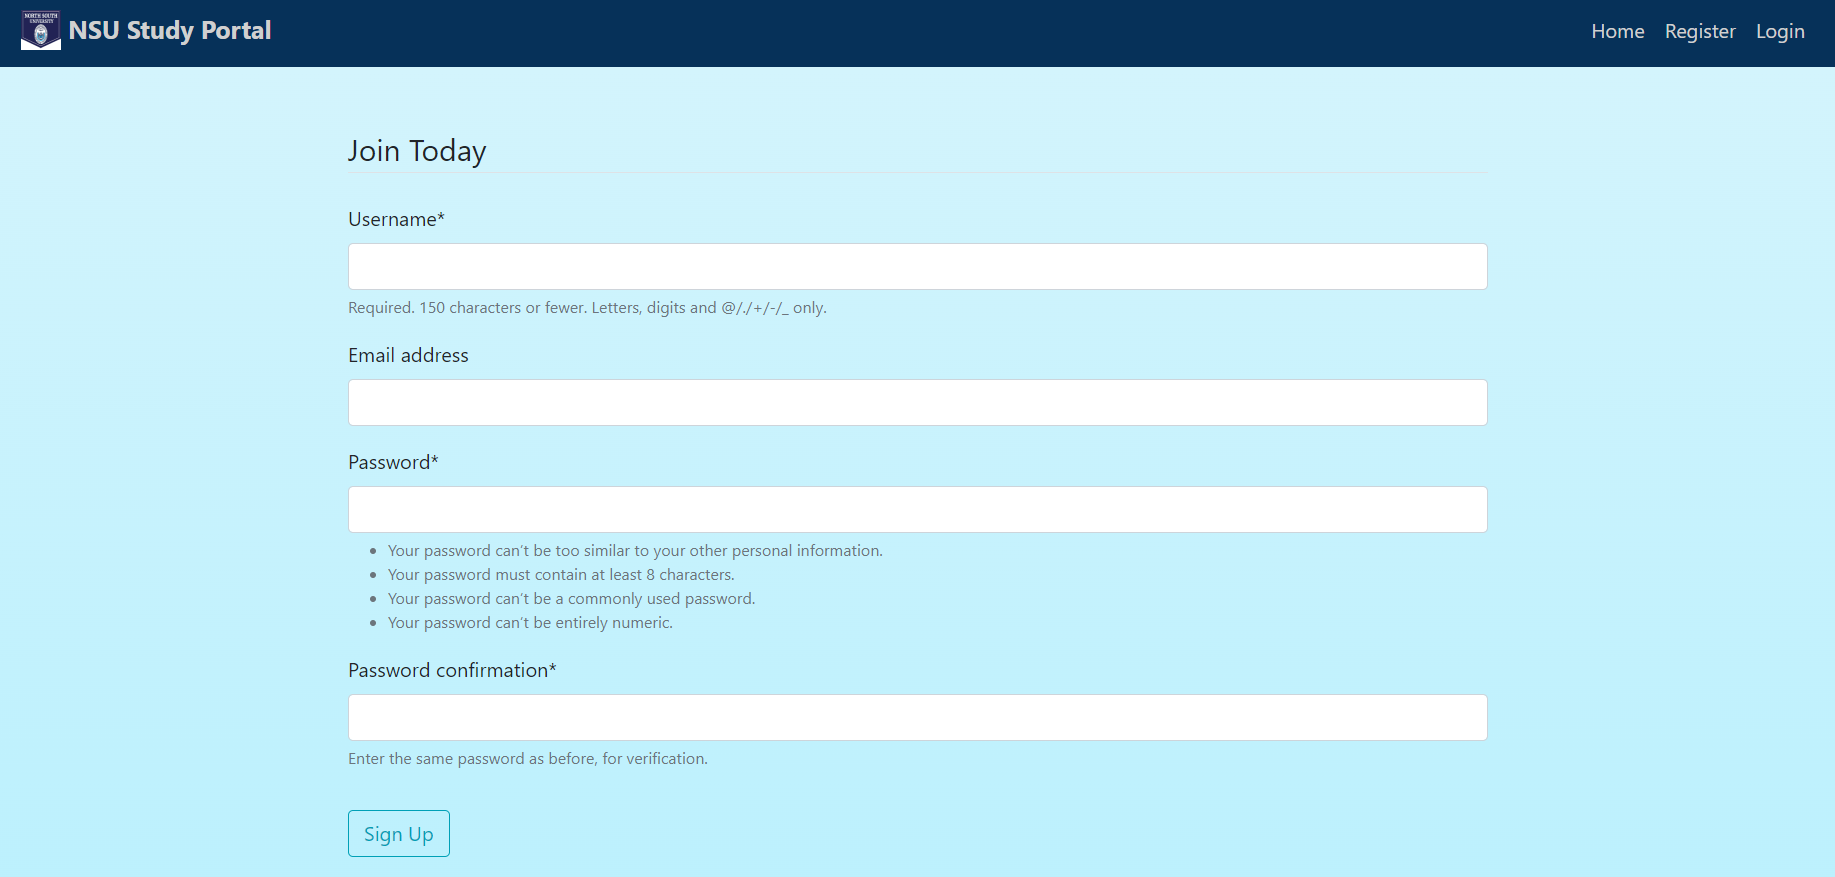 NORTH SOUTH
UNIVERSITY
NSU Study Portal
Home Register Login
Join Today
Username*
Required. 150 characters or fewer. Letters, digits and @/./+/-/_ only.
Email address
Password*
Your password can’t be too similar to your other personal information.
Your password must contain at least 8 characters.
Your password can’t be a commonly used password.
Your password can’t be entirely numeric.
Password confirmation*
Enter the same password as before, for verification.
Sign Up